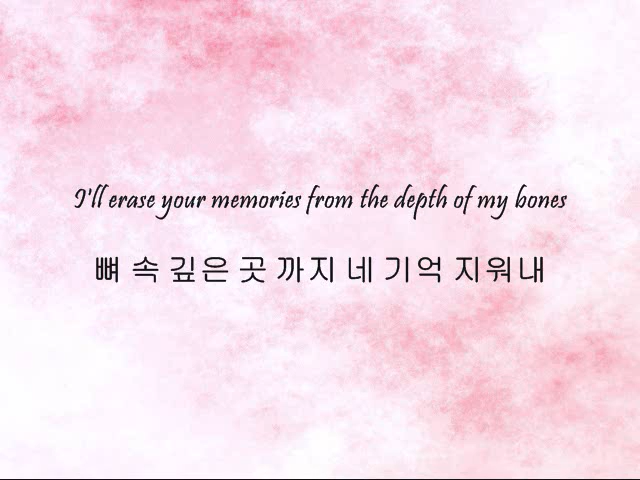 I'll erase your memories from the depth of my bones
뼈 속 깊은 곳 까지 네 기억 지워내